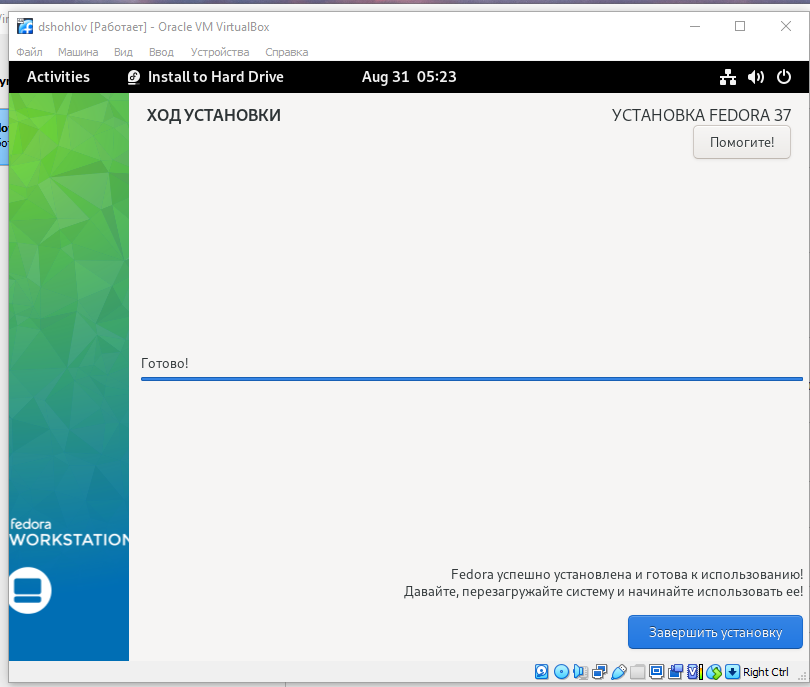 dshohlov [Работает] - Oracle VM VirtualBox
Файл Машина Вид Ввод Устройства Справка
Activities Install to Hard Drive Aug 31 05:23
ХОД УСТАНОВКИ УСТАНОВКА FEDORA 37
Помогите!
Готово!
fedora
WORKSTATION
Fedora успешно установлена и готова к использованию!
Давайте, перезагружайте систему и начинайте использовать ее!
Завершить установку
Right Ctrl